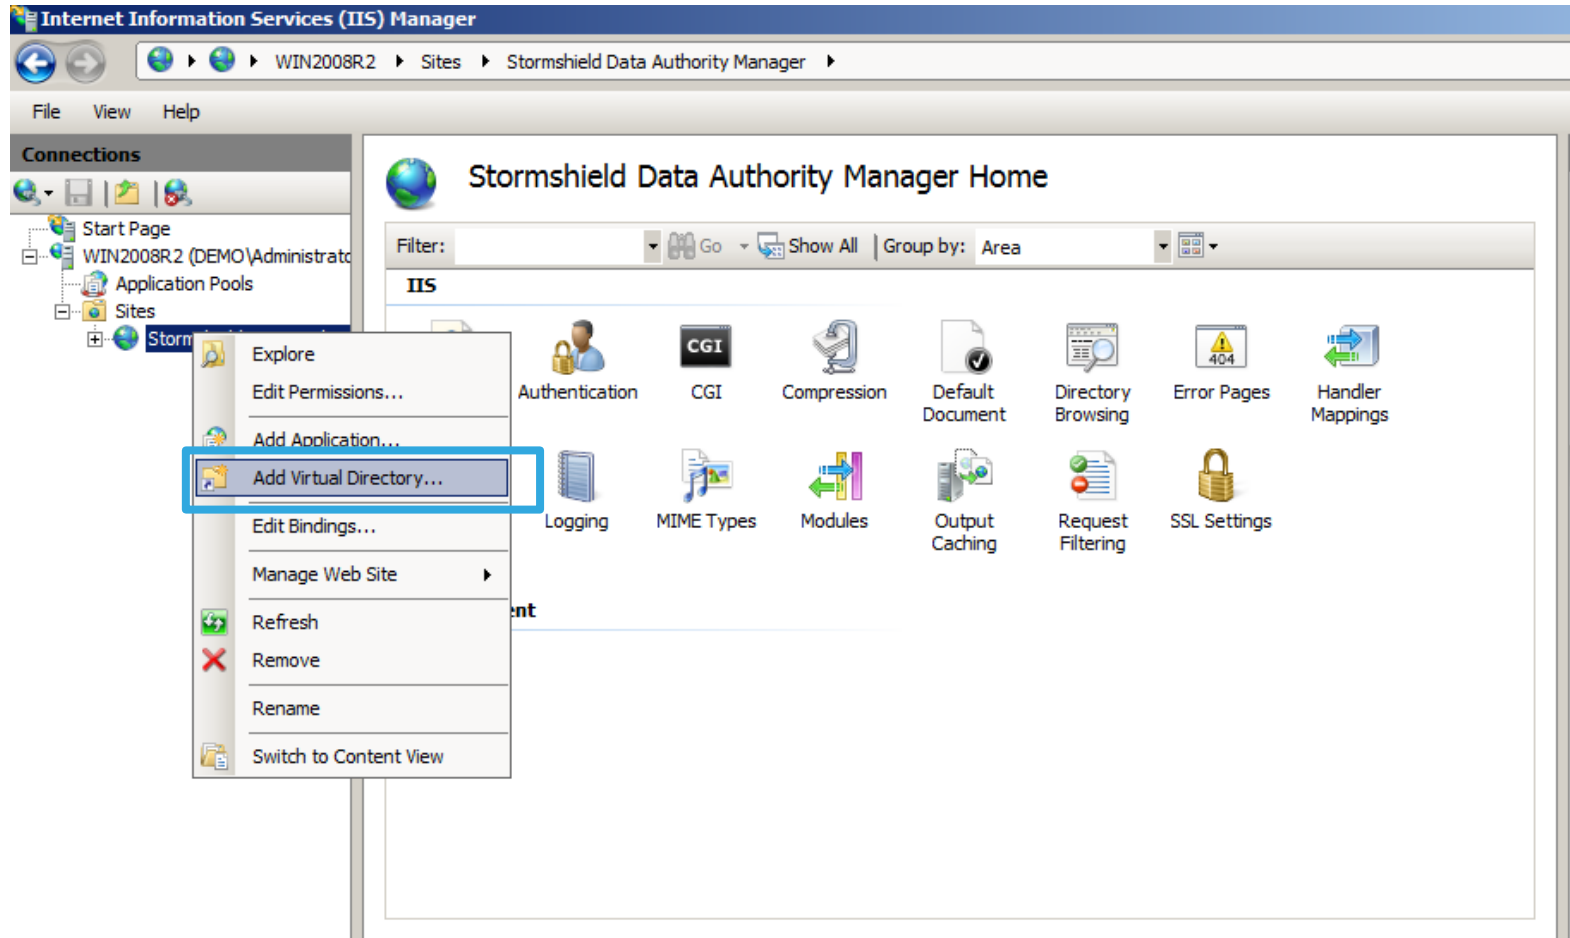 Internet Information Services (IIS) Manager
WIN2008R2 Sites Stormshield Data Authority Manager
File View Help
Connections
Start Page
WIN2008R2 (DEMO\Administrato
Application Pools
Sites
Storm
Explore
Edit Permissions...
Add Application...
Add Virtual Directory...
Edit Bindings...
Manage Web Site
Refresh
Remove
Rename
Switch to Content View
Stormshield Data Authority Manager Home
Filter: Go Show All Group by: Area
IIS
Authentication
CGI
CGI
Compression
Default
Document
Directory
Browsing
404
Error Pages
Handler
Mappings
Logging
MIME Types
Modules
Output
Caching
Request
Filtering
SSL Settings
ent